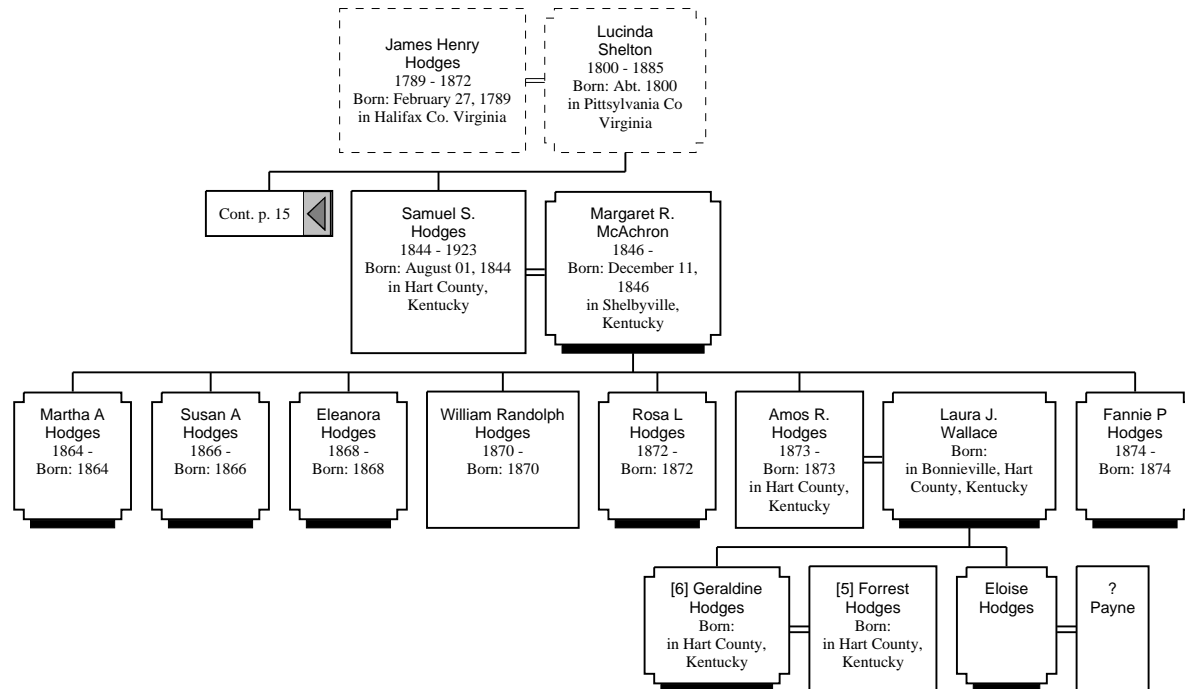 James Henry
Hodges
1789 - 1872
Born: February 27, 1789
in Halifax Co. Virginia
Lucinda
Shelton
1800 - 1885
Born: Abt. 1800
in Pittsylvania Co
Virginia
Cont. p. 15
Samuel S.
Hodges
1844 - 1923
Born: August 01, 1844
in Hart County,
Kentucky
Margaret R.
McAchron
1846 -
Born: December 11,
1846
in Shelbyville,
Kentucky
Martha A
Hodges
1864 -
Born: 1864
Susan A
Hodges
1866 -
Born: 1866
Eleanora
Hodges
1868 -
Born: 1868
William Randolph
Hodges
1870 -
Born: 1870
Rosa L
Hodges
1872 -
Born: 1872
Amos R.
Hodges
1873 -
Born: 1873
in Hart County,
Kentucky
Laura J.
Wallace
Born:
in Bonnieville, Hart
County, Kentucky
Fannie P
Hodges
1874 -
Born: 1874
[6] Geraldine
Hodges
Born:
in Hart County,
Kentucky
[5] Forrest
Hodges
Born:
in Hart County,
Kentucky
Eloise
Hodges
?
Payne